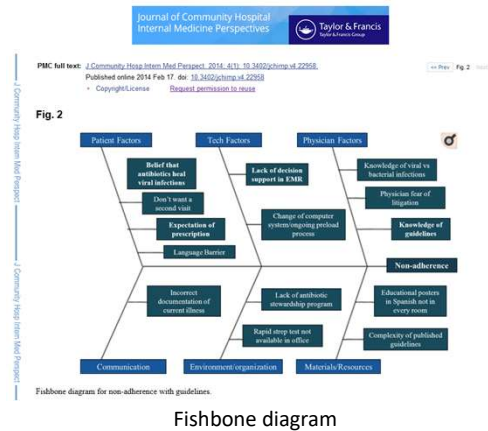 Journal of Community Hospital
Internal Medicine Perspectives
Taylor & Francis
Taylor & Francis Group
PMC full text: J Community Hosp Intern Med Perspect. 2014; 4(1): 10.3402/jchimp.v4.22958.
Published online 2014 Feb 17. doi: 10.3402/jchimp.v4.22958
Copyright/License Request permission to reuse
<< Prev Fig. 2
J Community Hosp Intern Med Perspect
J Community Hosp Intern Med Perspect
Fig. 2
Patient Factors
Tech Factors
Physician Factors
Belief that
antibiotics heal
viral infections
Don't want a
second visit
Expectation of
prescription
Language Barrier
Lack of decision
support in EMR
Change of computer
system/ongoing preload
process
Knowledge of viral vs
bacterial infections
Physician fear of
litigation
Knowledge of
guidelines
Non-adherence
Incorrect
documentation of
current illness
Lack of antibiotic
stewardship program
Rapid strep test not
available in office
Educational posters
in Spanish not in
every room
Complexity of published
guidelines
Communication
Environment/organization
Materials/Resources
Fishbone diagram for non-adherence with guidelines.
Fishbone diagram